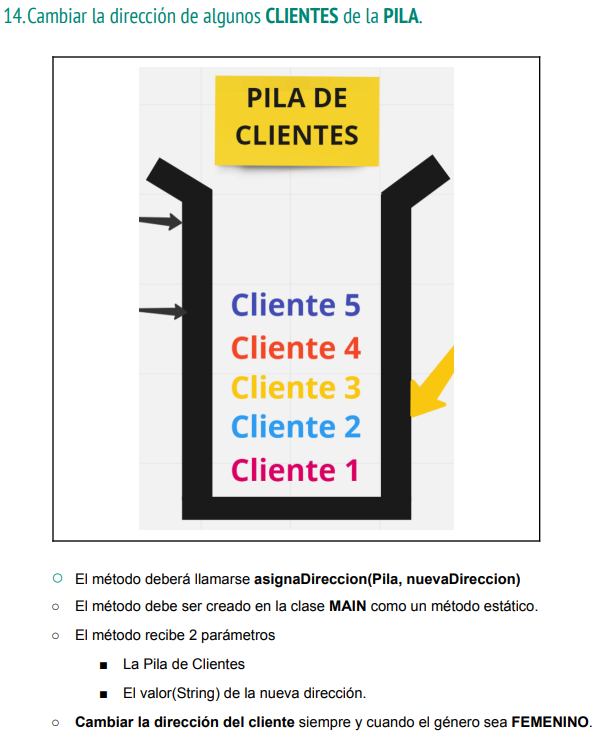 14.Cambiar la dirección de algunos CLIENTES de la PILA.
PILA DE
CLIENTES
Cliente 5
Cliente 4
Cliente 3
Cliente 2
Cliente 1
○ El método deberá llamarse asignaDireccion(Pila, nuevaDireccion)
○ El método debe ser creado en la clase MAIN como un método estático.
○ El método recibe 2 parámetros
■ La Pila de Clientes
■ El valor(String) de la nueva dirección.
○ Cambiar la dirección del cliente siempre y cuando el género sea FEMENINO.